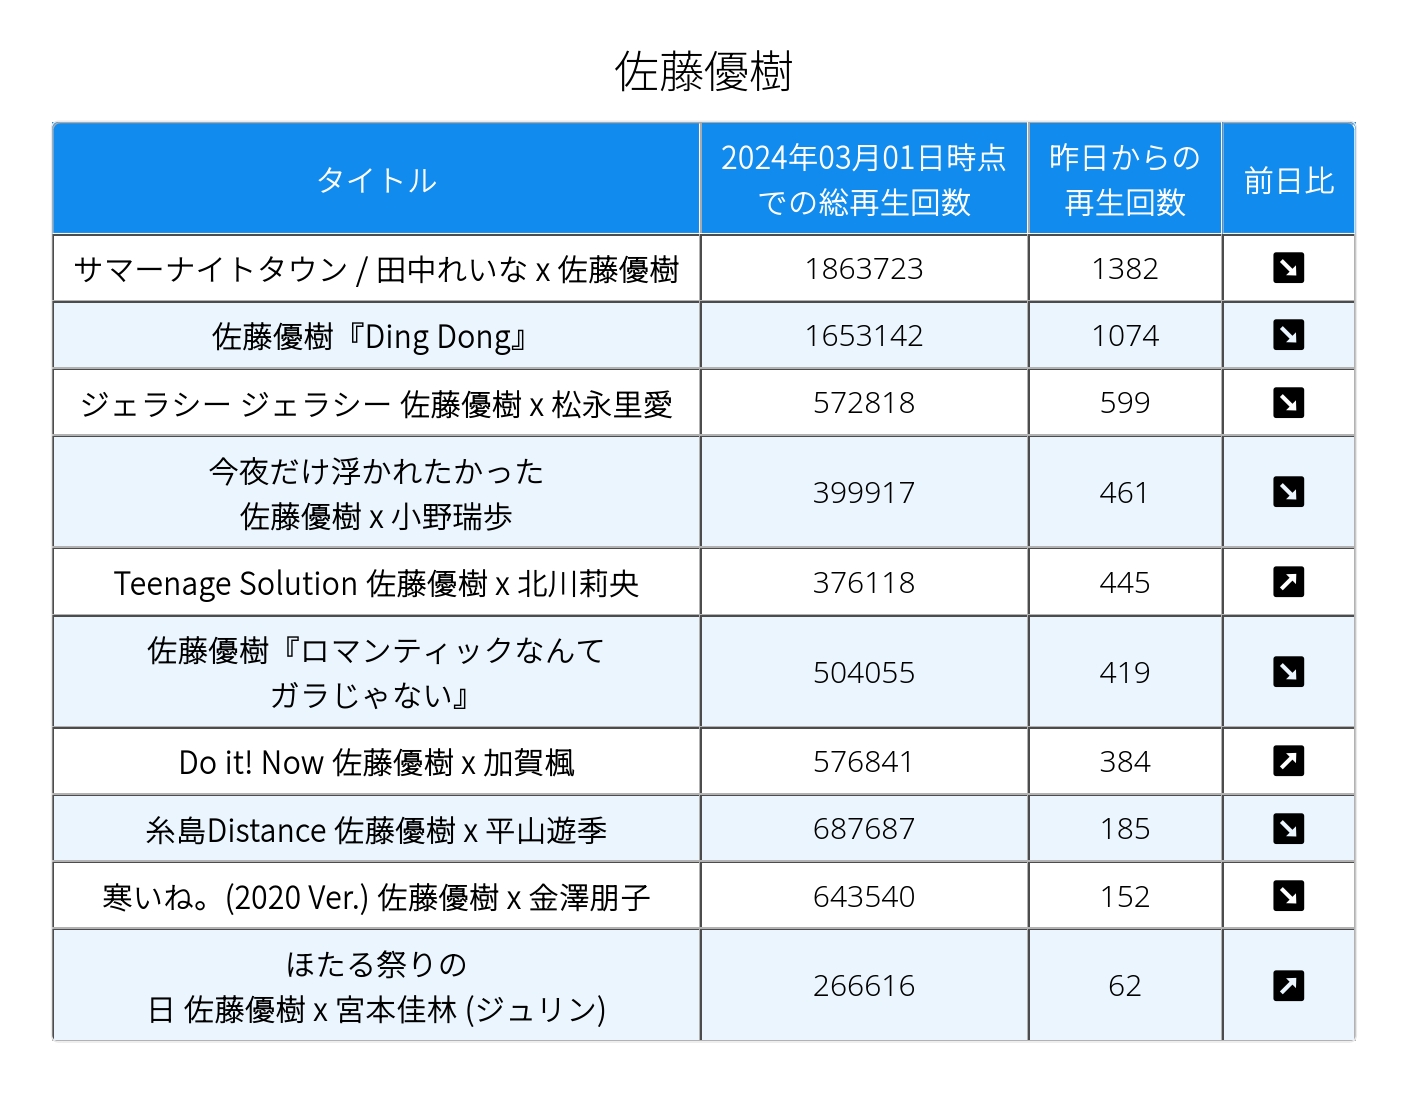 佐藤優樹
タイトル
2024年03月01日時点
での総再生回数
昨日からの
再生回数
前日比
サマーナイトタウン / 田中れいな x 佐藤優樹
1863723
1382
佐藤優樹『Ding Dong』
1653142
1074
ジェラシー ジェラシー 佐藤優樹 x 松永里愛
572818
599
今夜だけ浮かれたかった
佐藤優樹 x 小野瑞歩
399917
461
Teenage Solution 佐藤優樹 x 北川莉央
376118
445
佐藤優樹『ロマンティックなんて
ガラじゃない』
504055
419
Do it! Now 佐藤優樹 x 加賀楓
576841
384
糸島Distance 佐藤優樹 x 平山遊季
687687
185
寒いね。(2020 Ver.) 佐藤優樹 x 金澤朋子
643540
152
ほたる祭りの
日 佐藤優樹 x 宮本佳林 (ジュリン)
266616
62